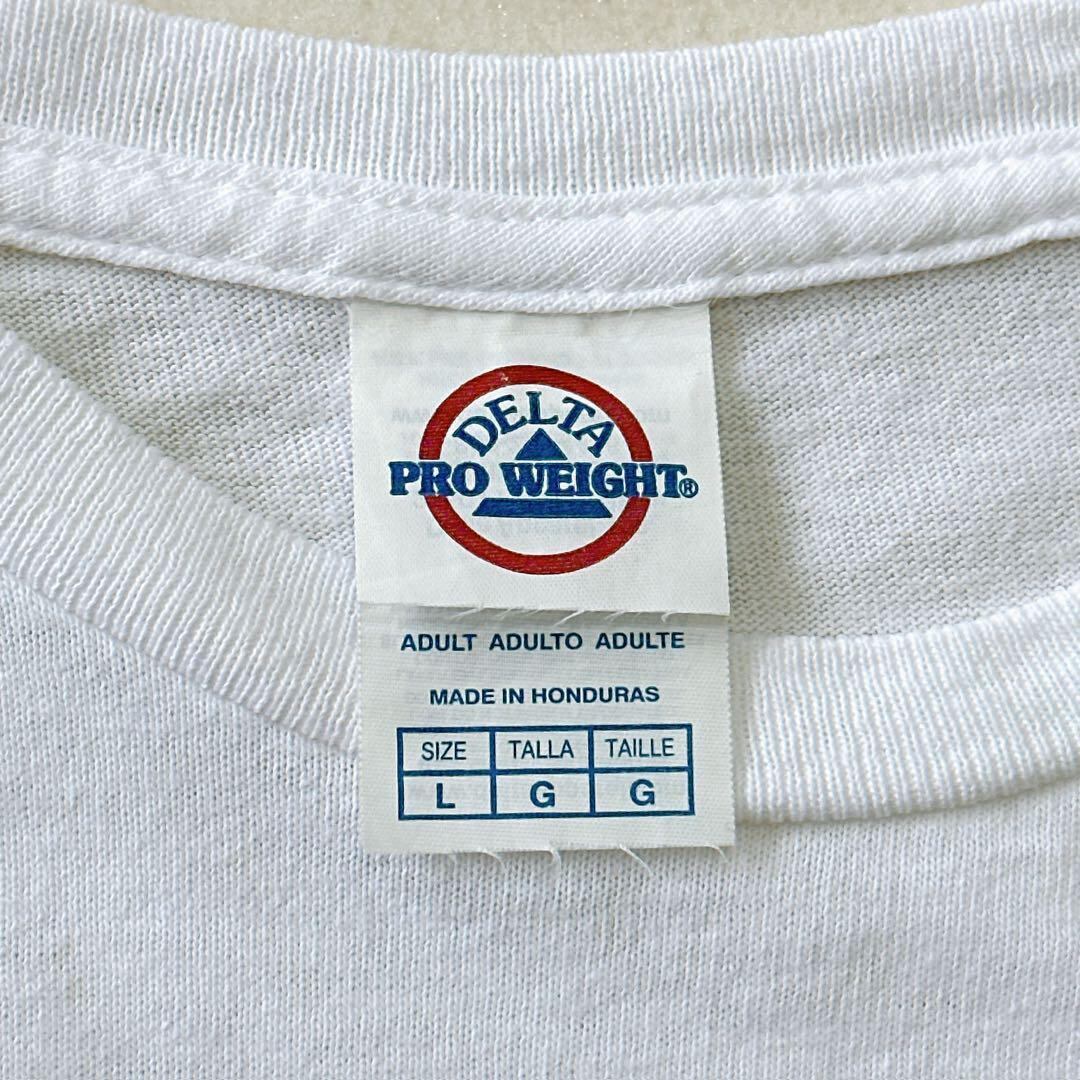 DELTA
PRO WEIGHT®
ADULT ADULTO ADULTE
MADE IN HONDURAS
SIZE TALLA TAILLE
L G G